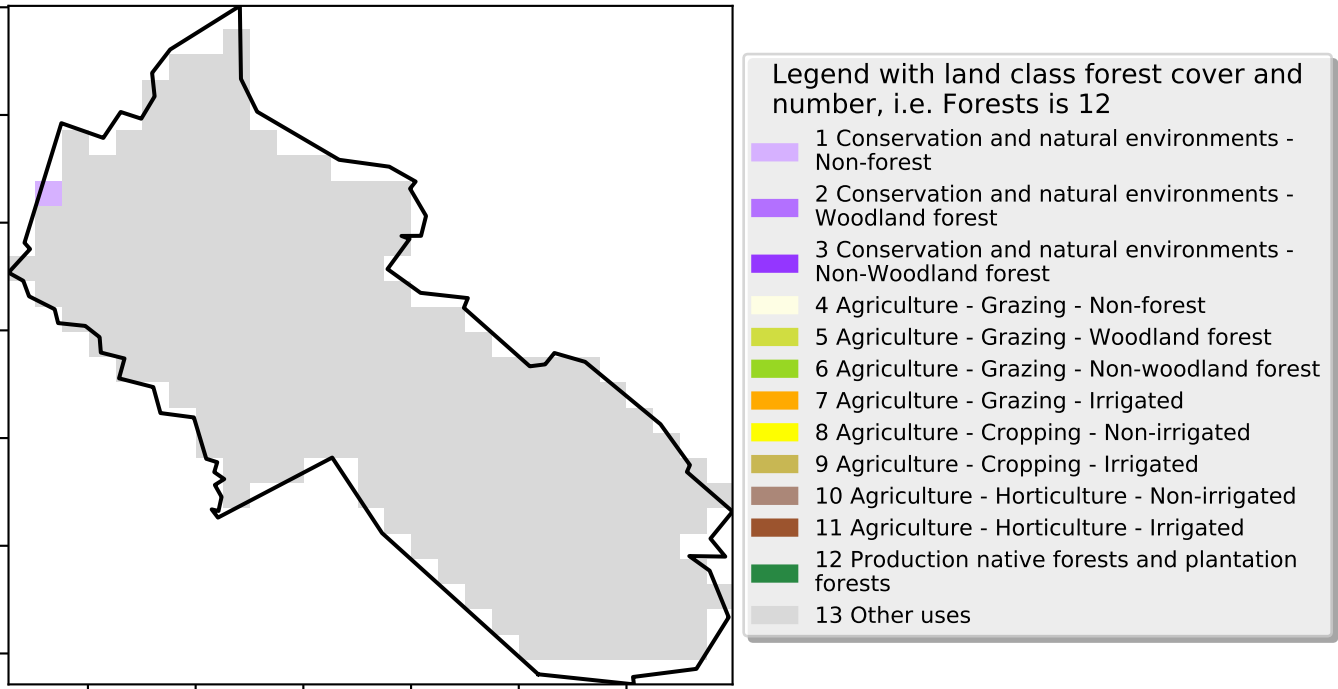 Legend with land class forest cover and
number, i.e. Forests is 12
1 Conservation and natural environments -
Non-forest
2 Conservation and natural environments -
Woodland forest
3 Conservation and natural environments -
Non-Woodland forest
4 Agriculture - Grazing - Non-forest
5 Agriculture - Grazing - Woodland forest
6 Agriculture - Grazing - Non-woodland forest
7 Agriculture - Grazing - Irrigated
8 Agriculture - Cropping - Non-irrigated
9 Agriculture - Cropping - Irrigated
10 Agriculture - Horticulture - Non-irrigated
11 Agriculture - Horticulture - Irrigated
12 Production native forests and plantation
forests
13 Other uses